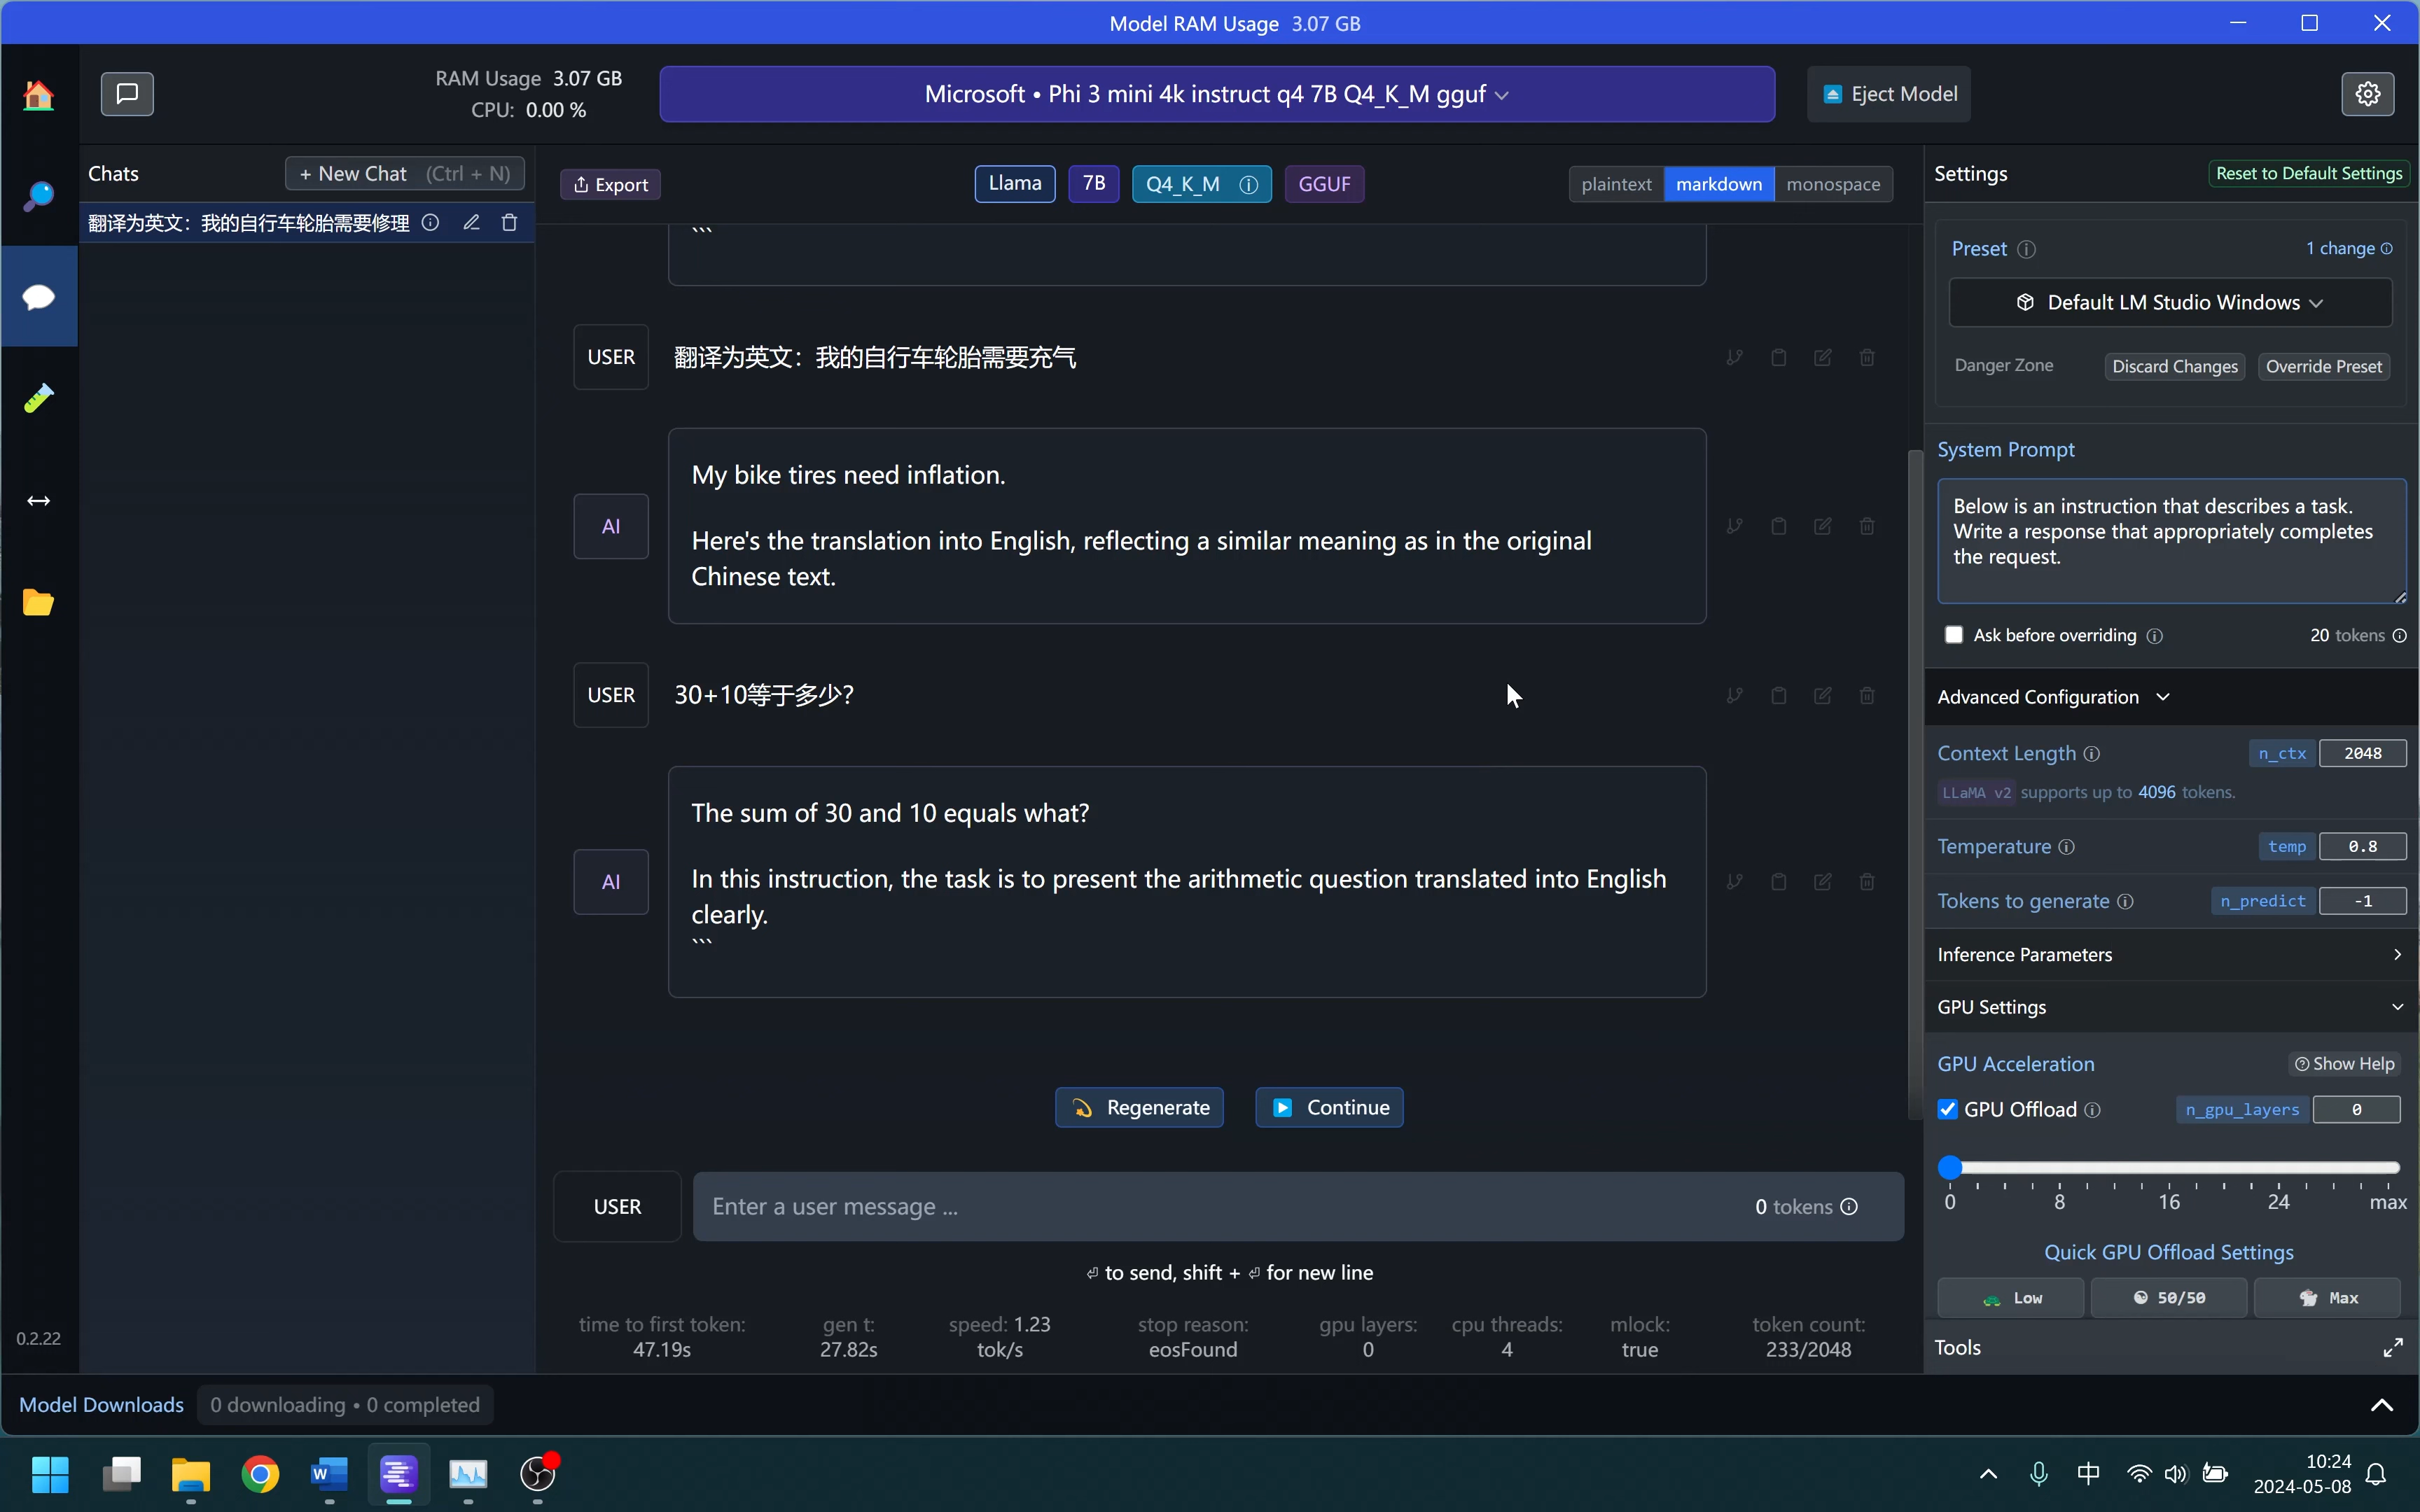 Model RAM Usage 3.07 GB
RAM Usage 3.07 GB
CPU: 0.00 %
Microsoft • Phi 3 mini 4k instruct q4 7B Q4_K_M gguf
Eject Model
Chats
+ New Chat (Ctrl + N)
翻译为英文：我的自行车轮胎需要修理
Export
Llama
7B
Q4_K_M
GGUF
plaintext
markdown
monospace
```
USER
翻译为英文：我的自行车轮胎需要充气
AI
My bike tires need inflation.
Here's the translation into English, reflecting a similar meaning as in the original
Chinese text.
USER
30+10等于多少?
AI
The sum of 30 and 10 equals what?
In this instruction, the task is to present the arithmetic question translated into English
clearly.
```
Regenerate
Continue
USER
Enter a user message ...
0 tokens
⏎ to send, shift + ⏎ for new line
time to first token:
47.19s
gen t:
27.82s
speed: 1.23
tok/s
stop reason:
eosFound
gpu layers:
0
cpu threads:
4
mlock:
true
token count:
233/2048
Settings
Reset to Default Settings
Preset
1 change
Default LM Studio Windows
Danger Zone
Discard Changes
Override Preset
System Prompt
Below is an instruction that describes a task.
Write a response that appropriately completes
the request.
Ask before overriding
20 tokens
Advanced Configuration
Context Length
n_ctx
2048
LLaMA v2 supports up to 4096 tokens.
Temperature
temp
0.8
Tokens to generate
n_predict
-1
Inference Parameters
GPU Settings
GPU Acceleration
Show Help
GPU Offload
n_gpu_layers
0
0 8 16 24 max
Quick GPU Offload Settings
Low
50/50
Max
Tools
0.2.22
Model Downloads
0 downloading • 0 completed
W
中
10:24
2024-05-08